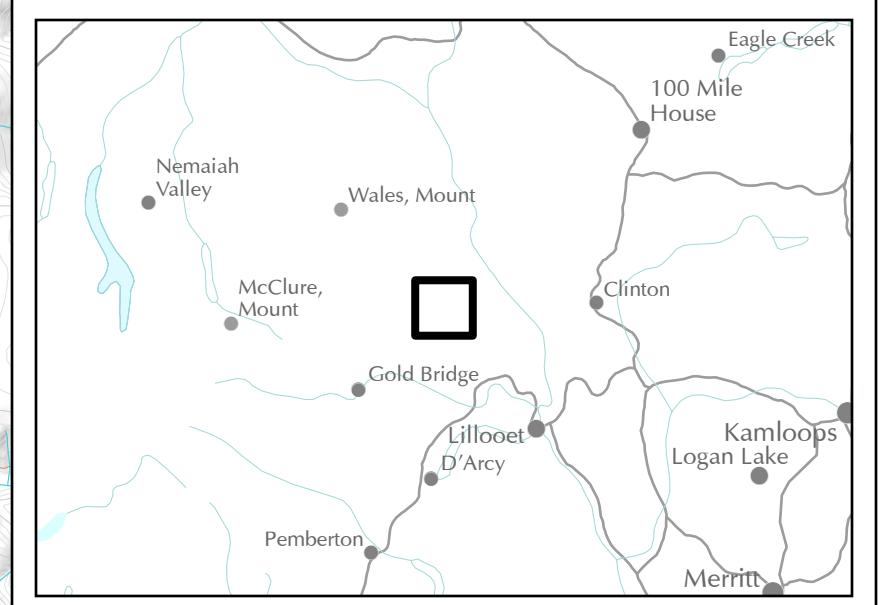 Eagle Creek
100 Mile
House
Nemaiah
Valley
Wales, Mount
McClure,
Mount
Clinton
Gold Bridge
Lillooet
Kamloops
D'Arcy
Logan Lake
Pemberton
Merritt